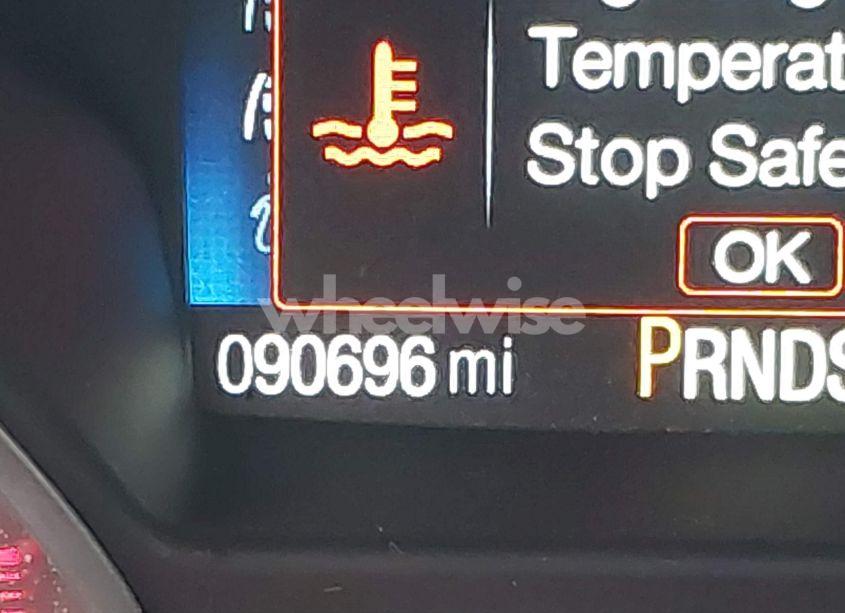 Temperat
Stop Safe
OK
wheelwise
090696 mi
PRNDS